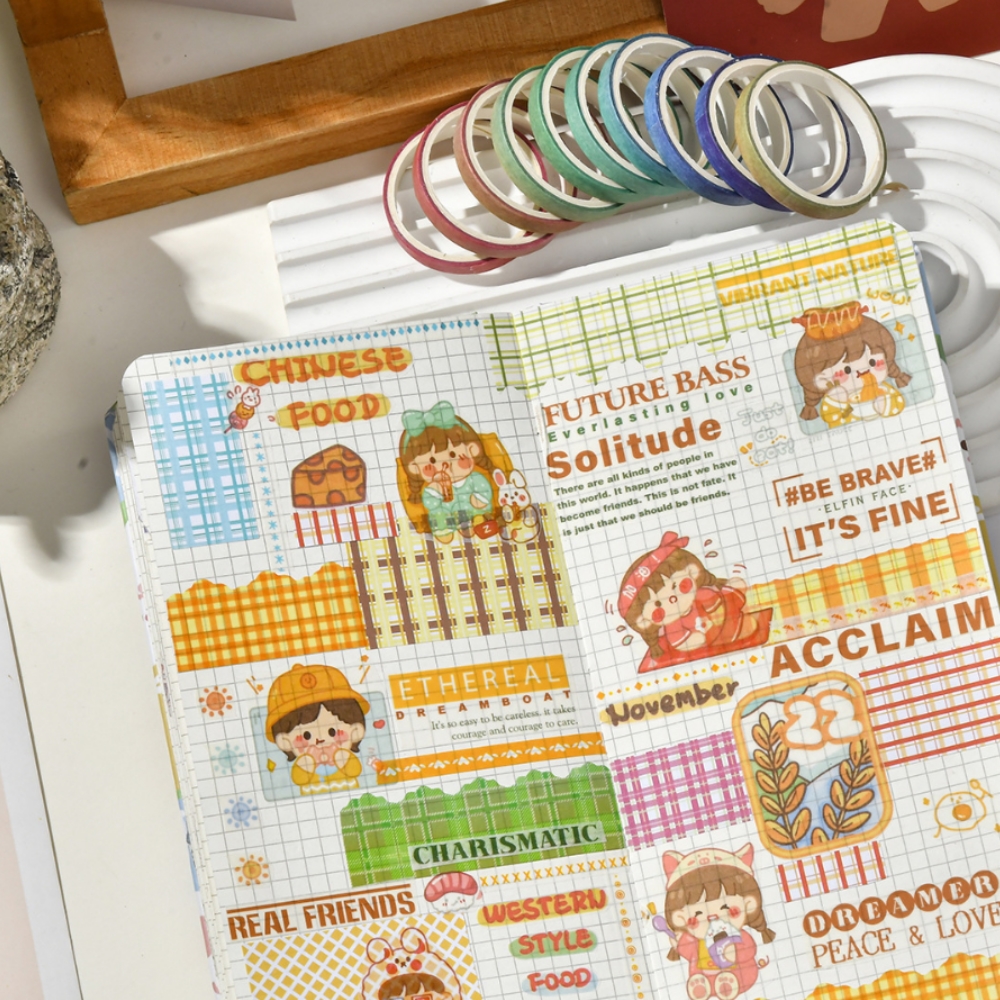 CHINESE
FOOD
ETHEREAL
DREAMBOAT
It's so easy to be careless, it takes
courage and courage to care.
CHARISMATIC
REAL FRIENDS
WESTERN
STYLE
FOOD
VIBRANT NATURE
WOW!
FUTURE BASS
Everlasting love
Solitude
There are all kinds of people in
this world. It happens that we have
become friends. This is not fate. It
is just that we should be friends.
Just
do
#BE BRAVE#
·ELFIN FACE·
IT'S FINE
ACCLAIM
November
22
DREAMER
PEACE & LOVE